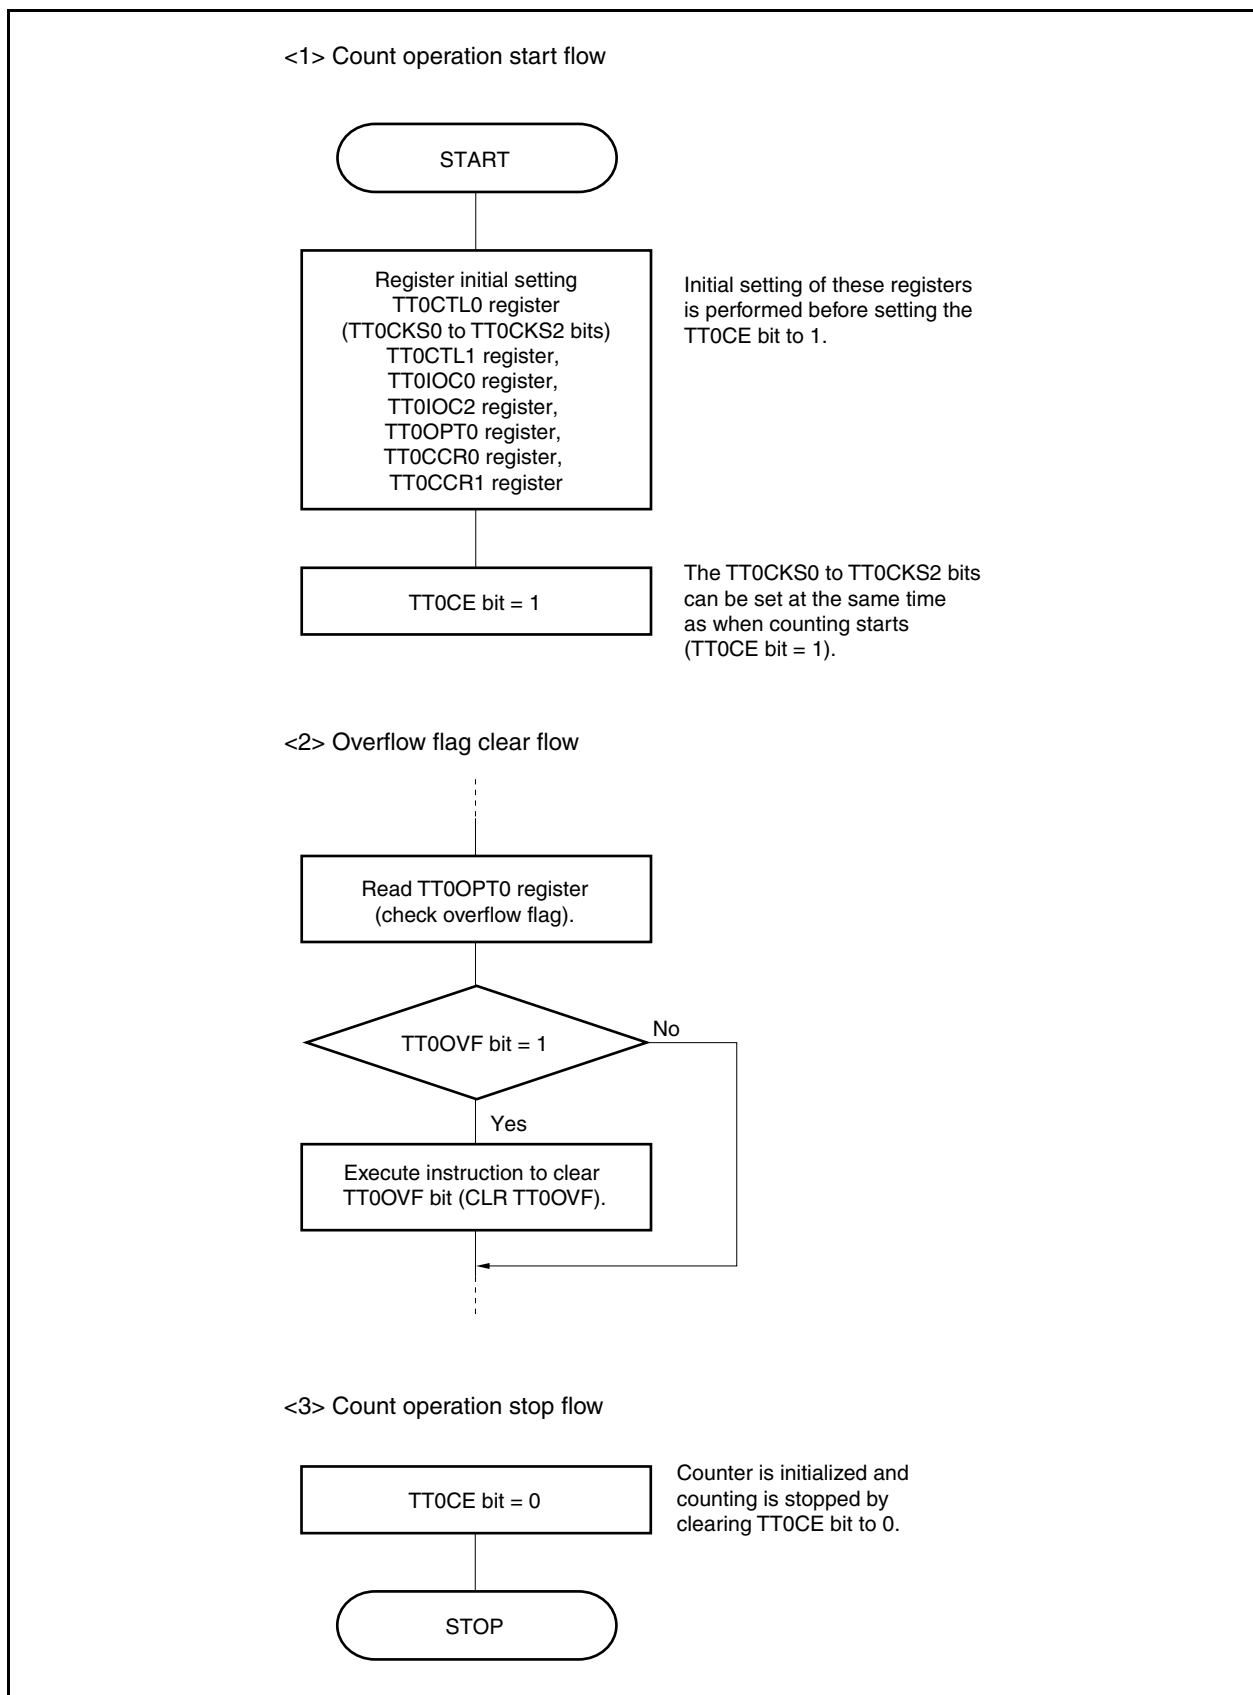 <1> Count operation start flow
START
Register initial setting
TT0CTL0 register
(TT0CKS0 to TT0CKS2 bits)
TT0CTL1 register,
TT0IOC0 register,
TT0IOC2 register,
TT0OPT0 register,
TT0CCR0 register,
TT0CCR1 register
Initial setting of these registers
is performed before setting the
TT0CE bit to 1.
TT0CE bit = 1
The TT0CKS0 to TT0CKS2 bits
can be set at the same time
as when counting starts
(TT0CE bit = 1).
<2> Overflow flag clear flow
Read TT0OPT0 register
(check overflow flag).
TT0OVF bit = 1
No
Yes
Execute instruction to clear
TT0OVF bit (CLR TT0OVF).
<3> Count operation stop flow
TT0CE bit = 0
Counter is initialized and
counting is stopped by
clearing TT0CE bit to 0.
STOP